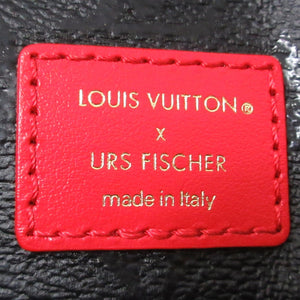 LOUIS VUITTON®
x
URS FISCHER
made in Italy